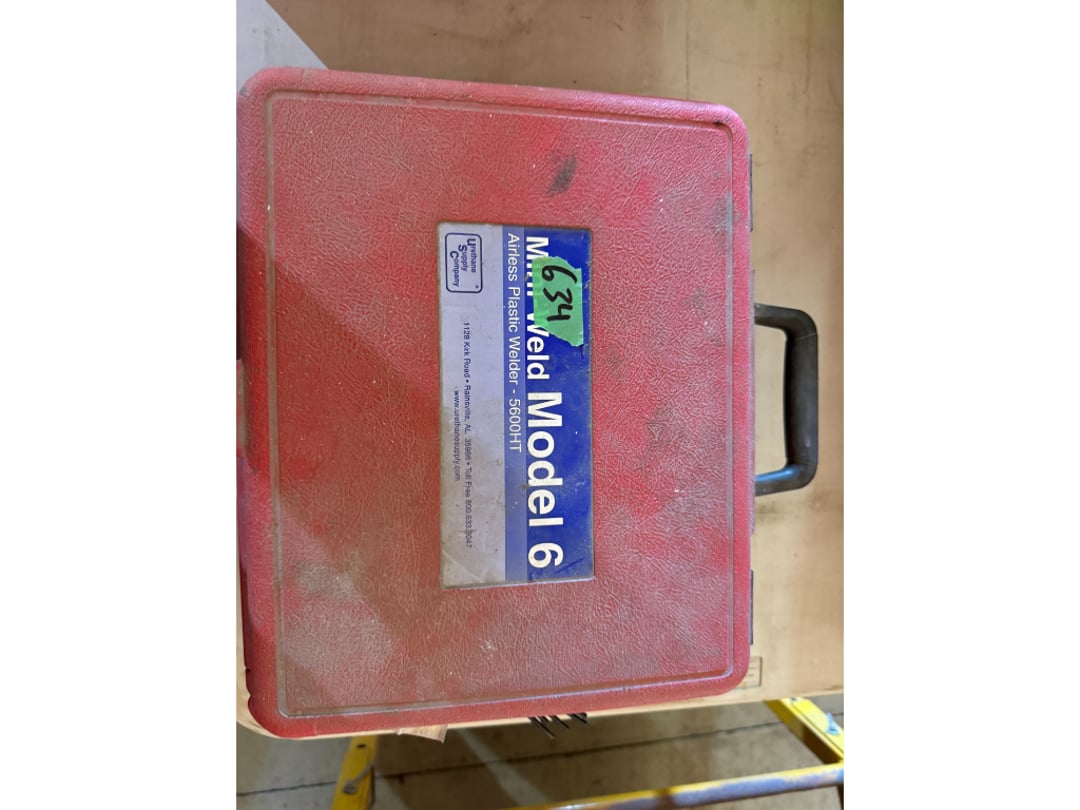 634
Mini-Weld Model 6
Airless Plastic Welder - 5600HT
Urethane
Supply
Company
1128 Kirk Road • Rainsville, AL 35986 • Toll Free 800.633.3047
www.urethanesupply.com